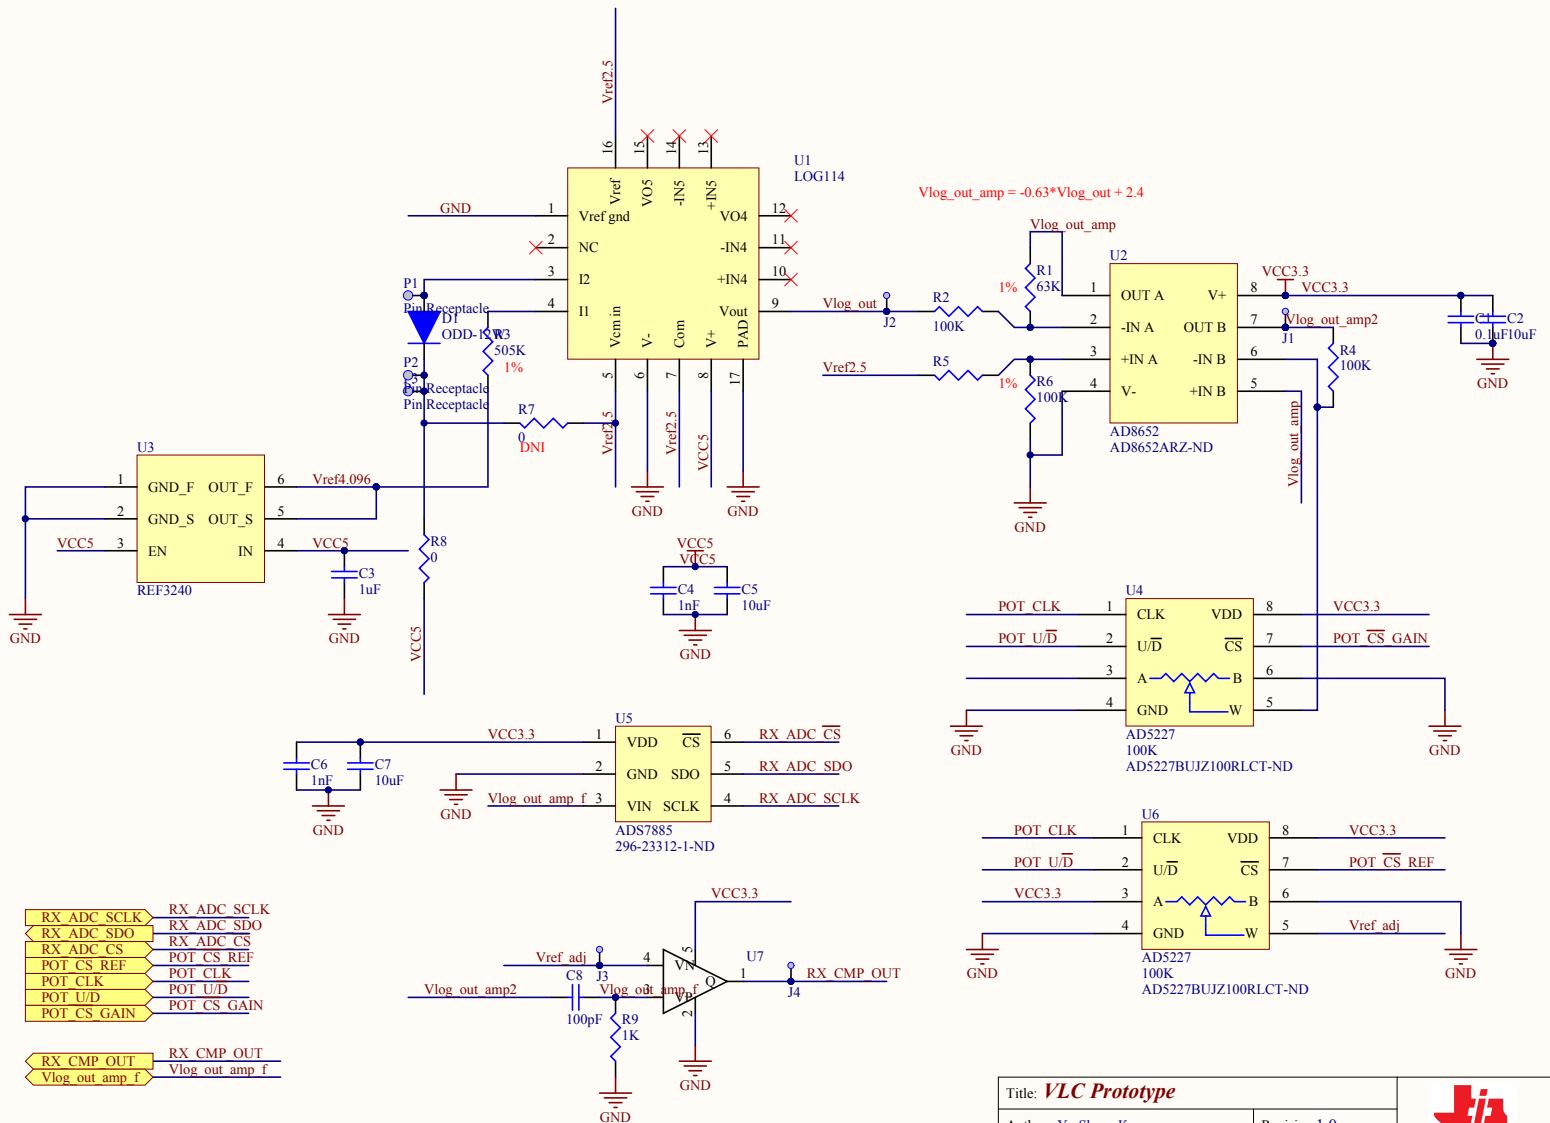 Vref2.5
16
15
14
13
U1
LOG114
Vref
VO5
-IN5
+IN5
GND
1
Vref gnd
VO4
12
2
NC
-IN4
11
3
I2
+IN4
10
4
I1
Vout
9
Vcmin
V-
Com
V+
PAD
5
6
7
8
17
Vref2.5
Vref2.5
VCC5
GND
GND
P1
Pin Receptacle
D1
P2
Pin Receptacle
Pin Receptacle
R3
505K
1%
R7
0
DNI
R8
0
VCC5
Vlog_out_amp = -0.63*Vlog_out + 2.4
Vlog_out_amp
R1
63K
1%
Vlog_out
J2
R2
100K
Vref2.5
R5
1%
R6
100K
GND
U2
1
OUT A
V+
8
2
-IN A
OUT B
7
3
+IN A
-IN B
6
4
V-
+IN B
5
AD8652
AD8652ARZ-ND
VCC3.3
VCC3.3
Vlog_out_amp2
J1
R4
100K
Vlog_out_amp
C1
0.1uF
C2
10uF
GND
U3
1
GND_F
OUT_F
6
Vref4.096
2
GND_S
OUT_S
5
VCC5
3
EN
IN
4
VCC5
REF3240
GND
C3
1uF
GND
VCC5
VCC5
C4
1nF
C5
10uF
GND
U4
POT_CLK
1
CLK
VDD
8
VCC3.3
POT_U/D
2
U/D
CS
7
POT_CS_GAIN
3
A
B
6
4
GND
W
5
GND
GND
AD5227
100K
AD5227BUJZ100RLCT-ND
U5
VCC3.3
1
VDD
CS
6
RX_ADC_CS
2
GND
SDO
5
RX_ADC_SDO
Vlog_out_amp_f
3
VIN
SCLK
4
RX_ADC_SCLK
GND
ADS7885
296-23312-1-ND
C6
1nF
C7
10uF
GND
U6
POT_CLK
1
CLK
VDD
8
VCC3.3
POT_U/D
2
U/D
CS
7
POT_CS_REF
VCC3.3
3
A
B
6
4
GND
W
5
Vref_adj
GND
GND
AD5227
100K
AD5227BUJZ100RLCT-ND
VCC3.3
Vref_adj
J3
4
VN
5
U7
Q
1
RX_CMP_OUT
J4
Vlog_out_amp2
C8
100pF
Vlog_out_amp_f
3
VP
2
R9
1K
GND
GND
RX_ADC_SCLK RX_ADC_SCLK
RX_ADC_SDO RX_ADC_SDO
RX_ADC_CS RX_ADC_CS
POT_CS_REF POT_CS_REF
POT_CLK POT_CLK
POT_U/D POT_U/D
POT_CS_GAIN POT_CS_GAIN
RX_CMP_OUT RX_CMP_OUT
Vlog_out_amp_f Vlog_out_amp_f
Title: VLC Prototype